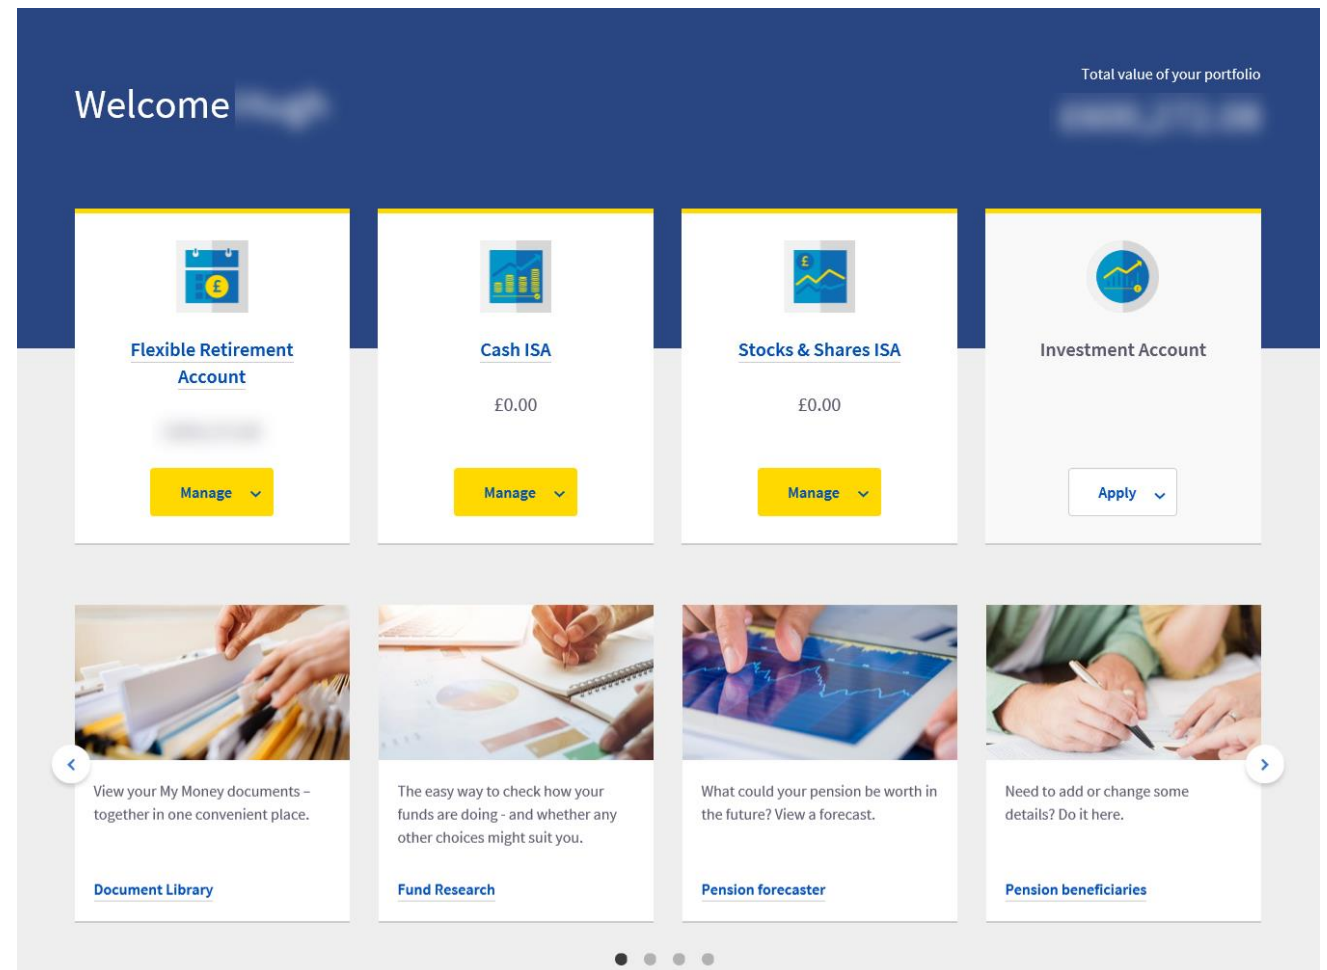 Total value of your portfolio
Welcome
Flexible Retirement
Account
Manage
Cash ISA
£0.00
Manage
Stocks & Shares ISA
£0.00
Manage
Investment Account
Apply
View your My Money documents –
together in one convenient place.
Document Library
The easy way to check how your
funds are doing - and whether any
other choices might suit you.
Fund Research
What could your pension be worth in
the future? View a forecast.
Pension forecaster
Need to add or change some
details? Do it here.
Pension beneficiaries